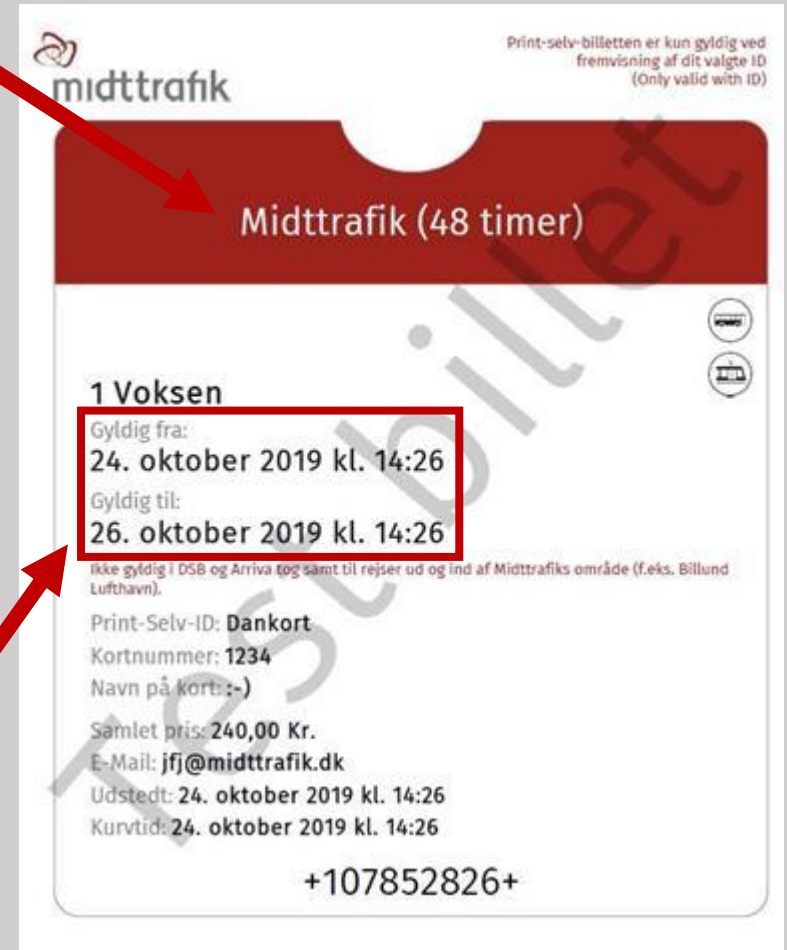 midttrafik
Print-selv-billetten er kun gyldig ved
fremvisning af dit valgte ID
(Only valid with ID)
Midttrafik (48 timer)
1 Voksen
Gyldig fra:
24. oktober 2019 kl. 14:26
Gyldig til:
26. oktober 2019 kl. 14:26
Ikke gyldig i DSB og Arriva tog samt til rejser ud og ind af Midttrafiks område (f.eks. Billund
Lufthavn).
Print-Selv-ID: Dankort
Kortnummer: 1234
Navn på kort: :-)
Samlet pris: 240,00 Kr.
E-Mail: jfj@midttrafik.dk
Udstedt: 24. oktober 2019 kl. 14:26
Kurvtid: 24. oktober 2019 kl. 14:26
+107852826+
Test billet